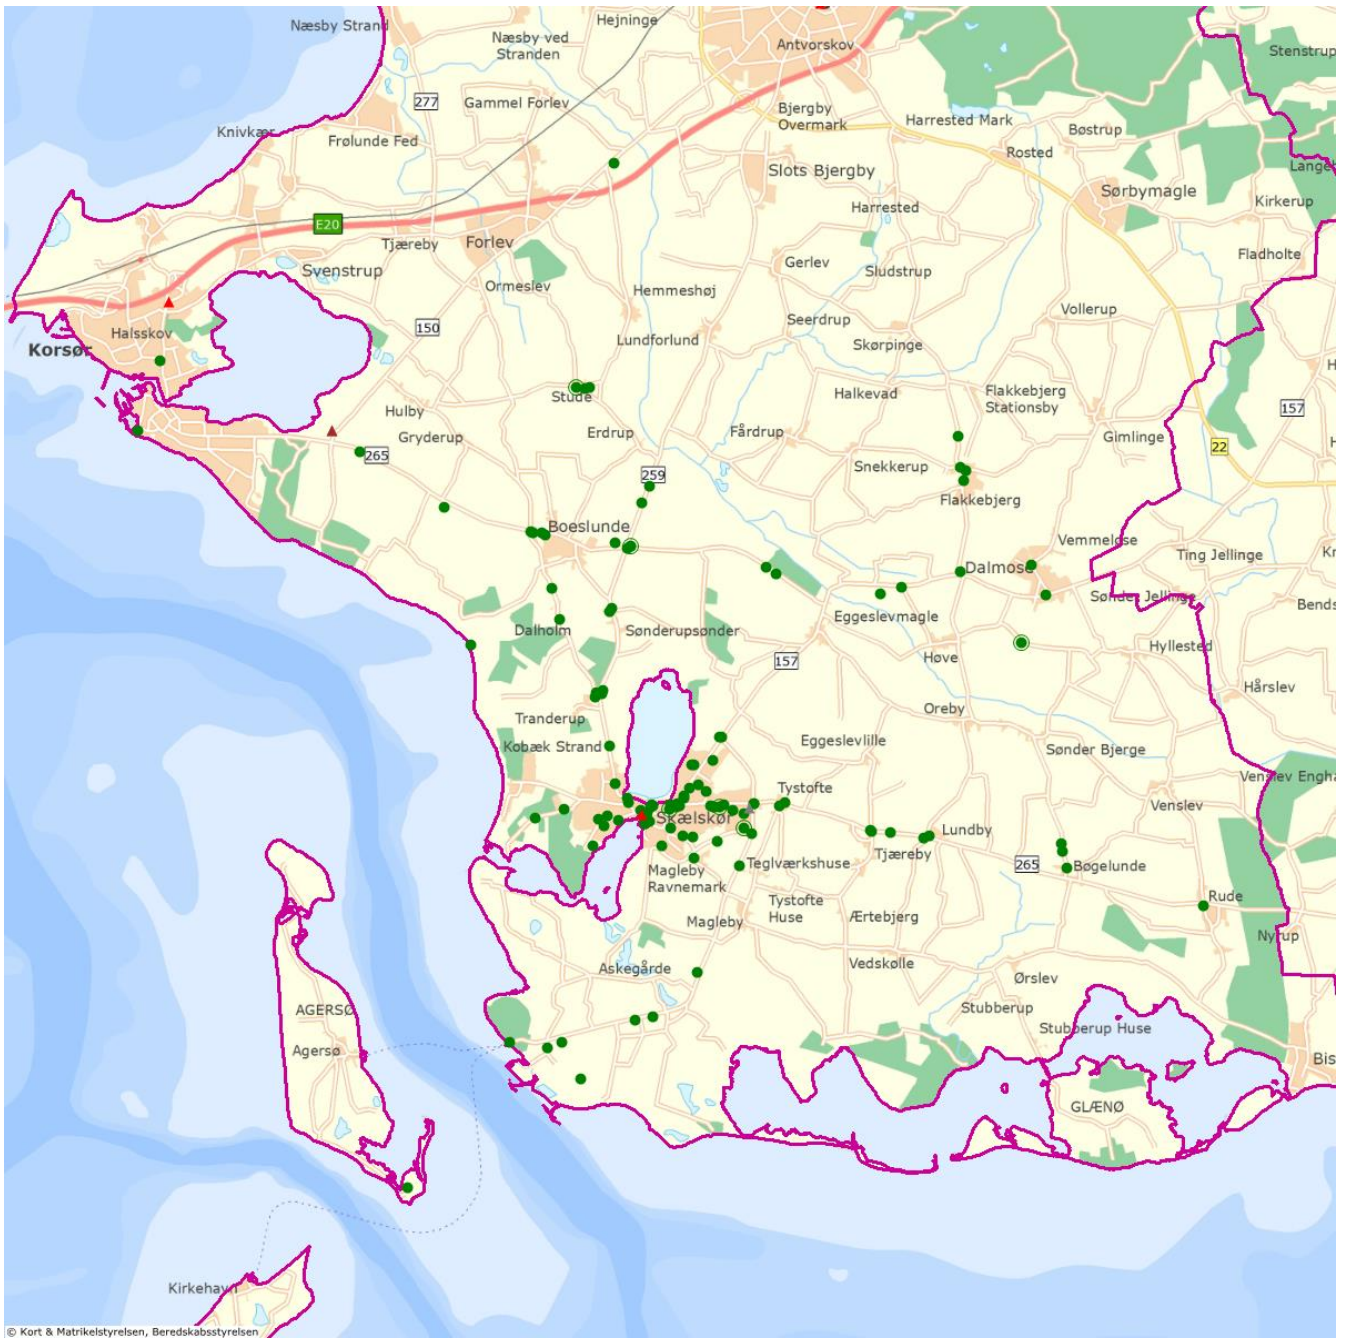 Næsby Strand
Hejninge
Næsby ved
Stranden
Antvorskov
Stenstrup
277
Gammel Forlev
Bjergby
Overmark
Harrested Mark
Knivkær
Frølunde Fed
Bøstrup
Rosted
Slots Bjergby
Sørbymagle
Kirkerup
Harrested
E20
Tjæreby
Forlev
Gerlev
Sludstrup
Fladholte
Svenstrup
Ormeslev
Hemmeshøj
Vollerup
Halsskov
150
Seerdrup
Korsør
Lundforlund
Skørpinge
Stude
Halkevad
Flakkebjerg
Stationsby
157
Hulby
Gryderup
Erdrup
Fårdrup
Gimlinge
22
265
Snekkerup
259
Flakkebjerg
Boeslunde
Vemmeløse
Ting Jellinge
Dalmose
Sønder Jellinge
Bends
Eggeslevmagle
Dalholm
Sønderupsønder
Høve
Hyllested
157
Hårslev
Oreby
Tranderup
Kobæk Strand
Eggeslevlille
Sønder Bjerge
Venslev Engha
Tystofte
Venslev
Skælskør
Lundby
Tjæreby
Teglværkshuse
265
Bøgelunde
Magleby
Ravnemark
Rude
Tystofte
Huse
Magleby
Ærtebjerg
Nyrup
Askegårde
Vedskølle
Ørslev
AGERSØ
Stubberup
Stubberup Huse
Agersø
Bis
GLÆNØ
Kirkehavn
© Kort & Matrikelstyrelsen, Beredskabsstyrelsen